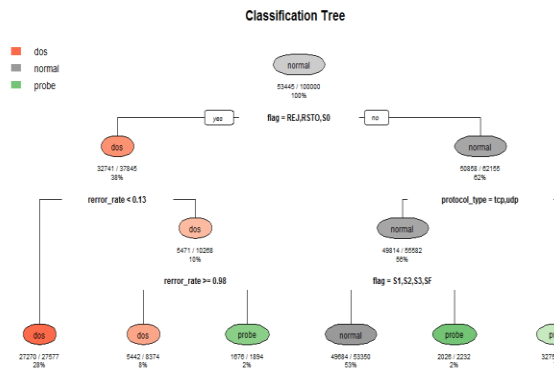 Classification Tree
dos
normal
probe
normal
53445 / 100000
100%
yes
flag = REJ,RSTO,S0
no
dos
32741 / 37845
38%
normal
50858 / 62155
62%
rerror_rate < 0.13
protocol_type = tcp,udp
dos
5471 / 10268
10%
normal
49814 / 55582
56%
rerror_rate >= 0.98
flag = S1,S2,S3,SF
dos
27270 / 27577
28%
dos
5442 / 8374
8%
probe
1676 / 1894
2%
normal
49684 / 53350
53%
probe
2026 / 2232
2%